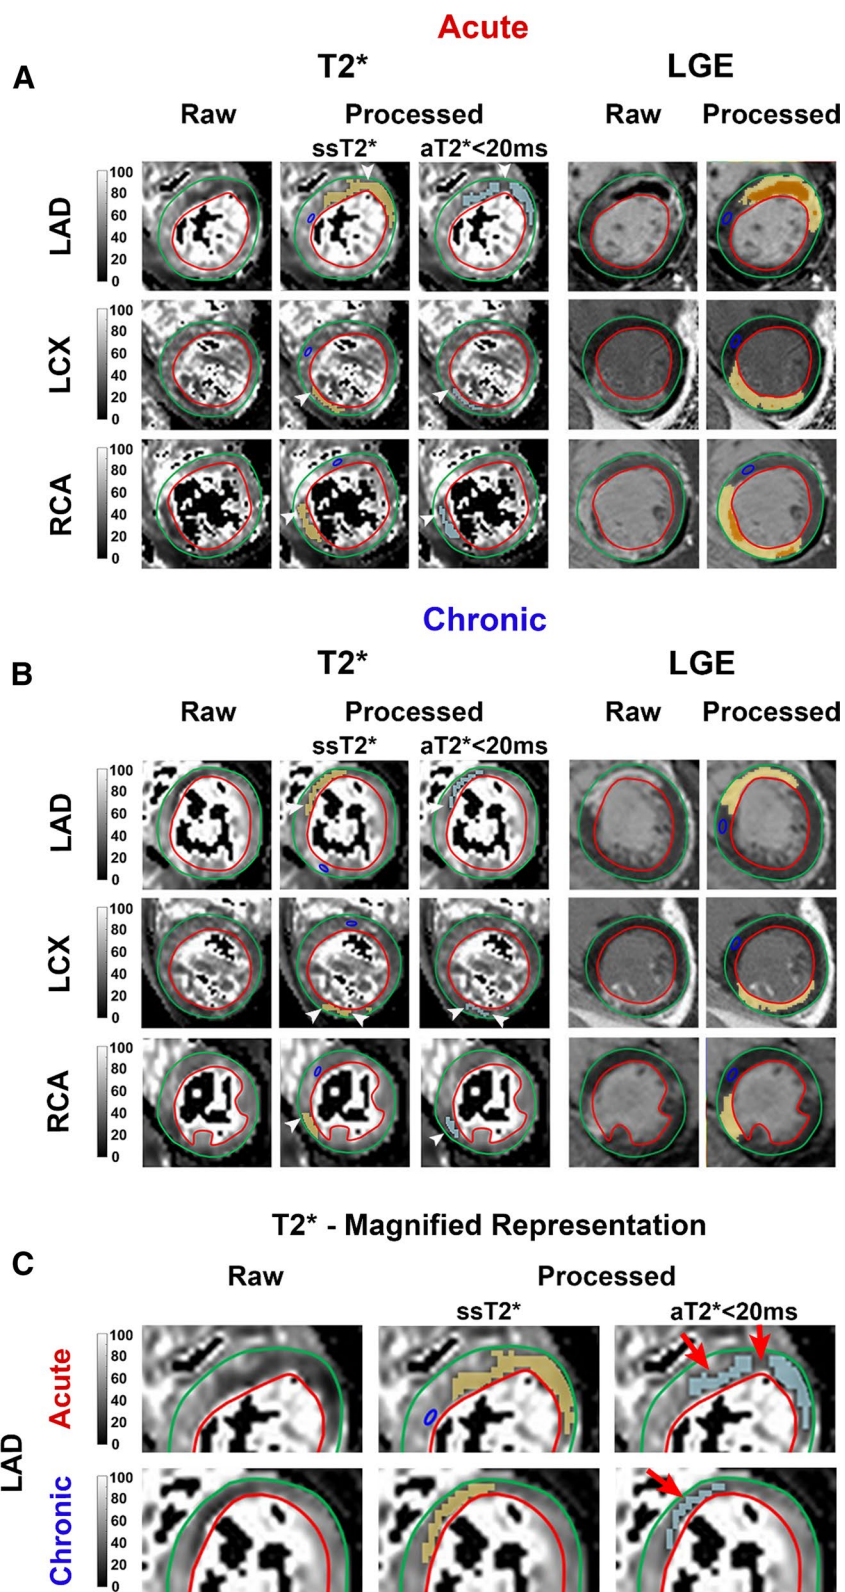 Acute
A
T2* LGE
Raw Processed Raw Processed
ssT2* aT2*<20ms
LAD
100
80
60
40
20
0
LCX
100
80
60
40
20
0
RCA
100
80
60
40
20
0
Chronic
B
T2* LGE
Raw Processed Raw Processed
ssT2* aT2*<20ms
LAD
100
80
60
40
20
0
LCX
100
80
60
40
20
0
RCA
100
80
60
40
20
0
T2* - Magnified Representation
C
Raw Processed
ssT2* aT2*<20ms
LAD
Acute
100
80
60
40
20
0
Chronic
100
80
60
40
20
0